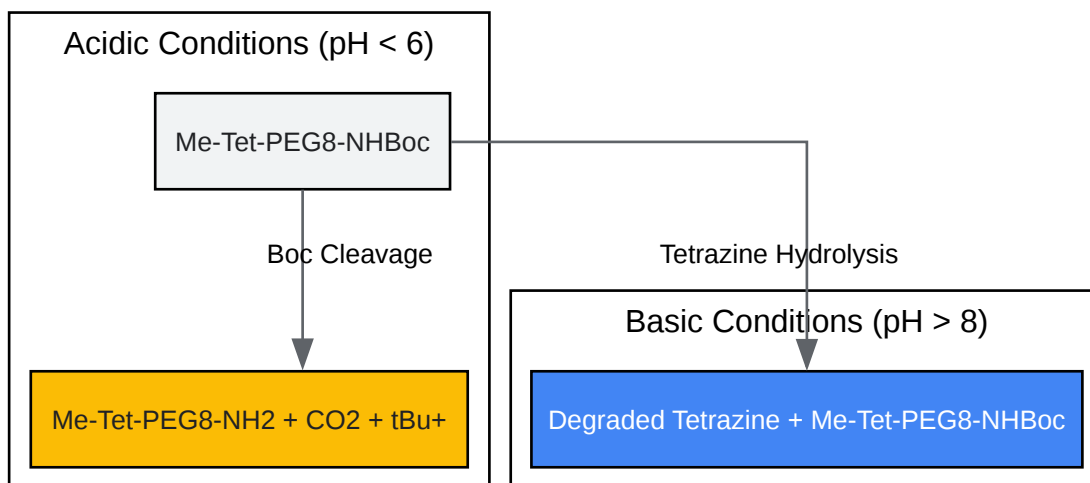 Acidic Conditions (pH < 6)
Me-Tet-PEG8-NHBoc
Boc Cleavage
Tetrazine Hydrolysis
Basic Conditions (pH > 8)
Me-Tet-PEG8-NH2 + CO2 + tBu+
Degraded Tetrazine + Me-Tet-PEG8-NHBoc